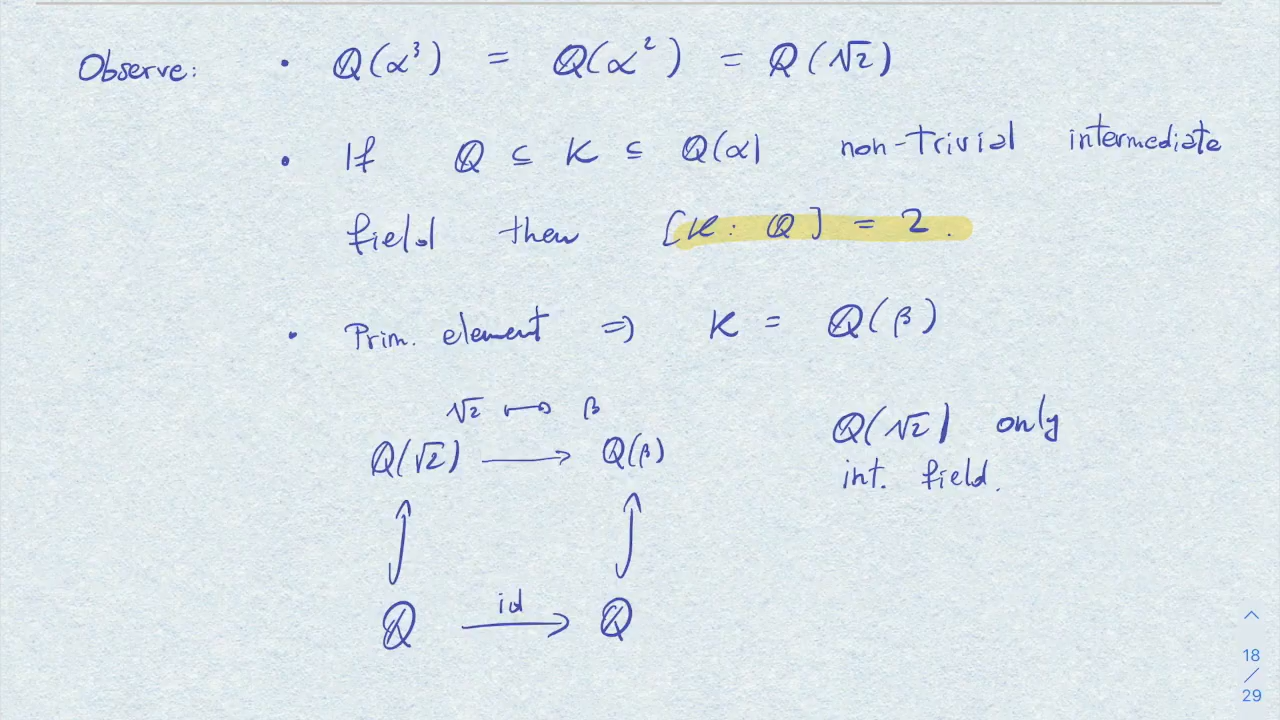 Observe: • Q(α³) = Q(α²) = Q(√2)
• If Q ⊆ K ⊆ Q(α) non-trivial intermediate
field then [K : Q] = 2.
• Prim. element ⇒ K = Q(β)
√2 ↦ β
Q(√2) → Q(β)
Q(√2) only
int. field.
id
Q → Q
18
/
29